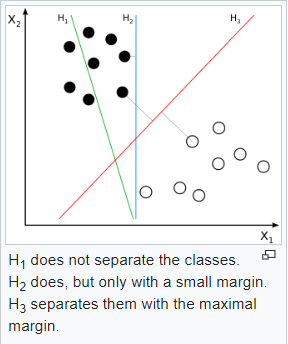 X₂ H₁ H₂ H₃
X₁
H₁ does not separate the classes.
H₂ does, but only with a small margin.
H₃ separates them with the maximal
margin.